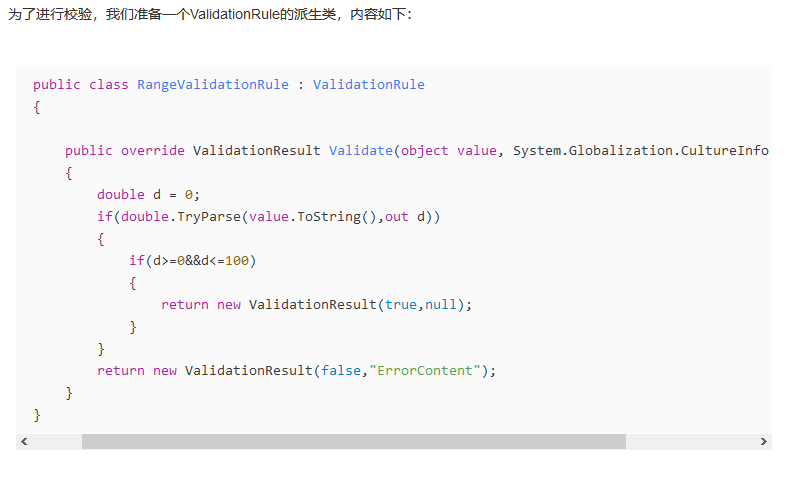 为了进行校验，我们准备一个ValidationRule的派生类，内容如下：
public class RangeValidationRule : ValidationRule
{
public override ValidationResult Validate(object value, System.Globalization.CultureInfo
{
double d = 0;
if(double.TryParse(value.ToString(),out d))
{
if(d>=0&&d<=100)
{
return new ValidationResult(true,null);
}
}
return new ValidationResult(false,"ErrorContent");
}
}